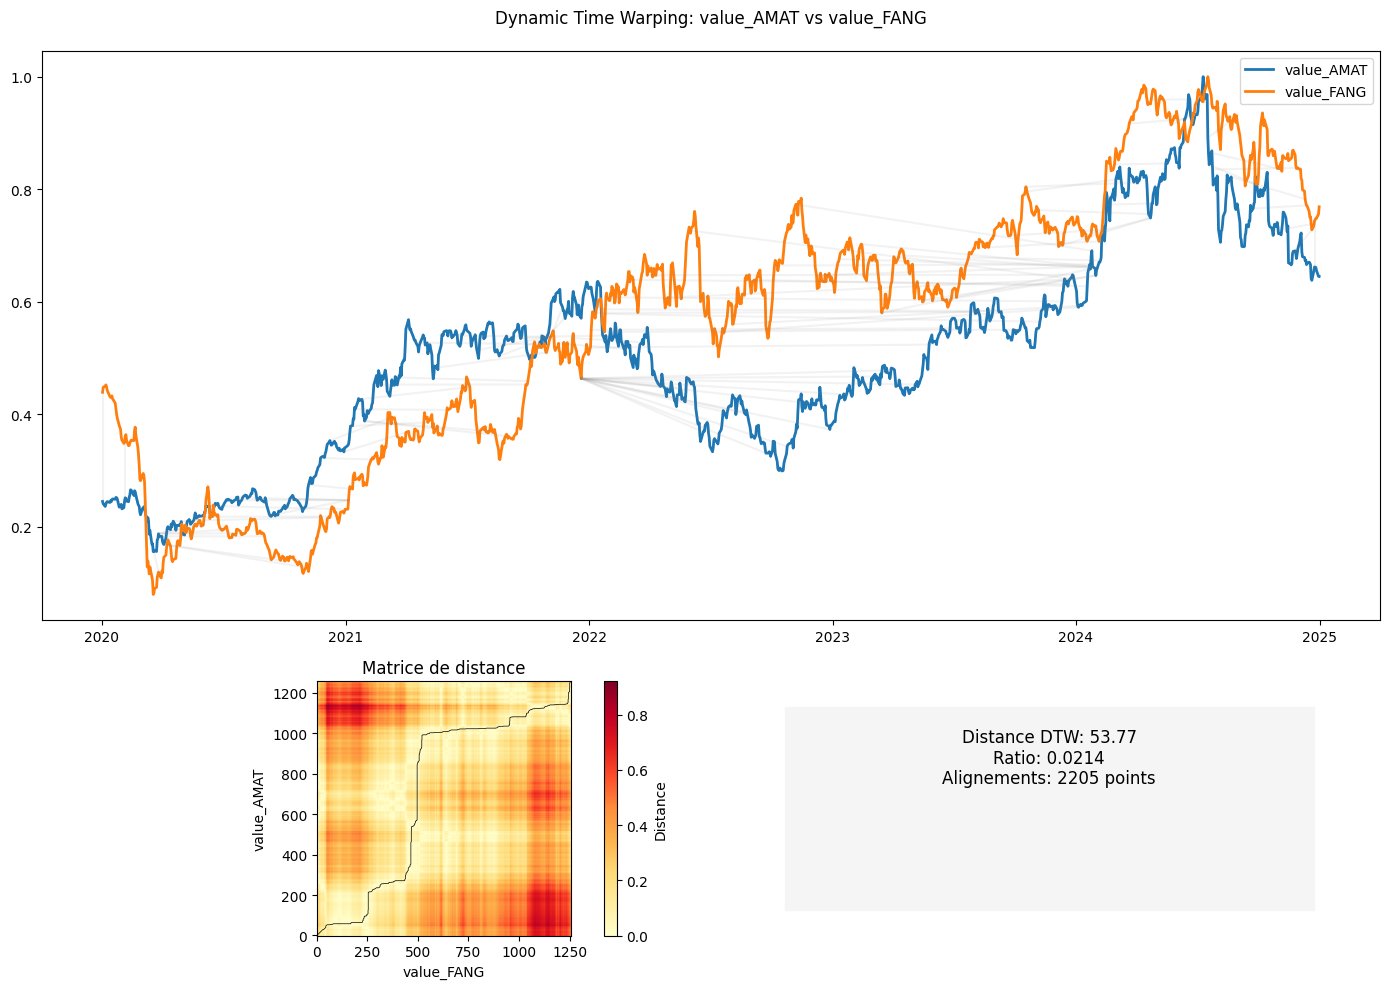 Dynamic Time Warping: value_AMAT vs value_FANG
value_AMAT
value_FANG
1.0
0.8
0.6
0.4
0.2
2020 2021 2022 2023 2024 2025
Matrice de distance
value_AMAT
1200
1000
800
600
400
200
0
0 250 500 750 1000 1250
value_FANG
0.8
0.6
0.4
0.2
0.0
Distance
Distance DTW: 53.77
Ratio: 0.0214
Alignements: 2205 points